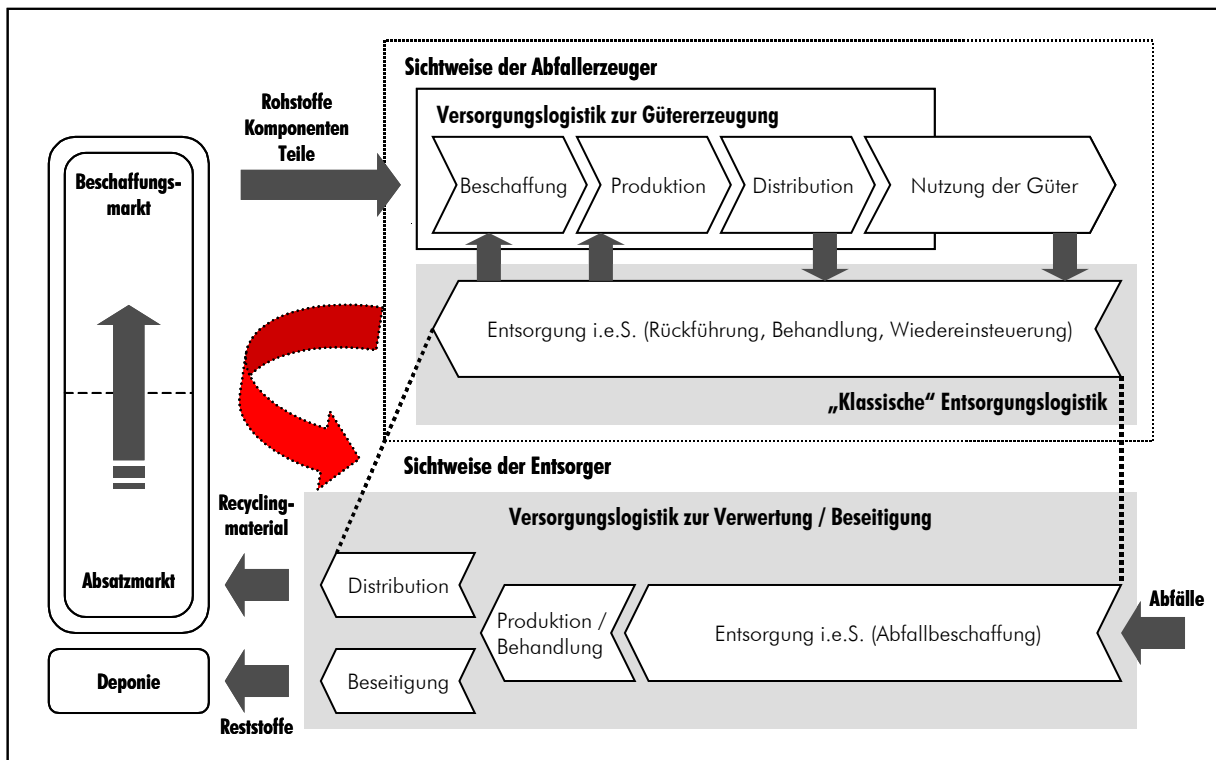 Sichtweise der Abfallerzeuger
Rohstoffe
Komponenten
Teile
Versorgungslogistik zur Gütererzeugung
Beschaffung
Produktion
Distribution
Nutzung der Güter
Beschaffungs-
markt
Entsorgung i.e.S. (Rückführung, Behandlung, Wiedereinsteuerung)
„Klassische“ Entsorgungslogistik
Sichtweise der Entsorger
Recycling-
material
Versorgungslogistik zur Verwertung / Beseitigung
Absatzmarkt
Distribution
Produktion /
Behandlung
Entsorgung i.e.S. (Abfallbeschaffung)
Abfälle
Deponie
Beseitigung
Reststoffe